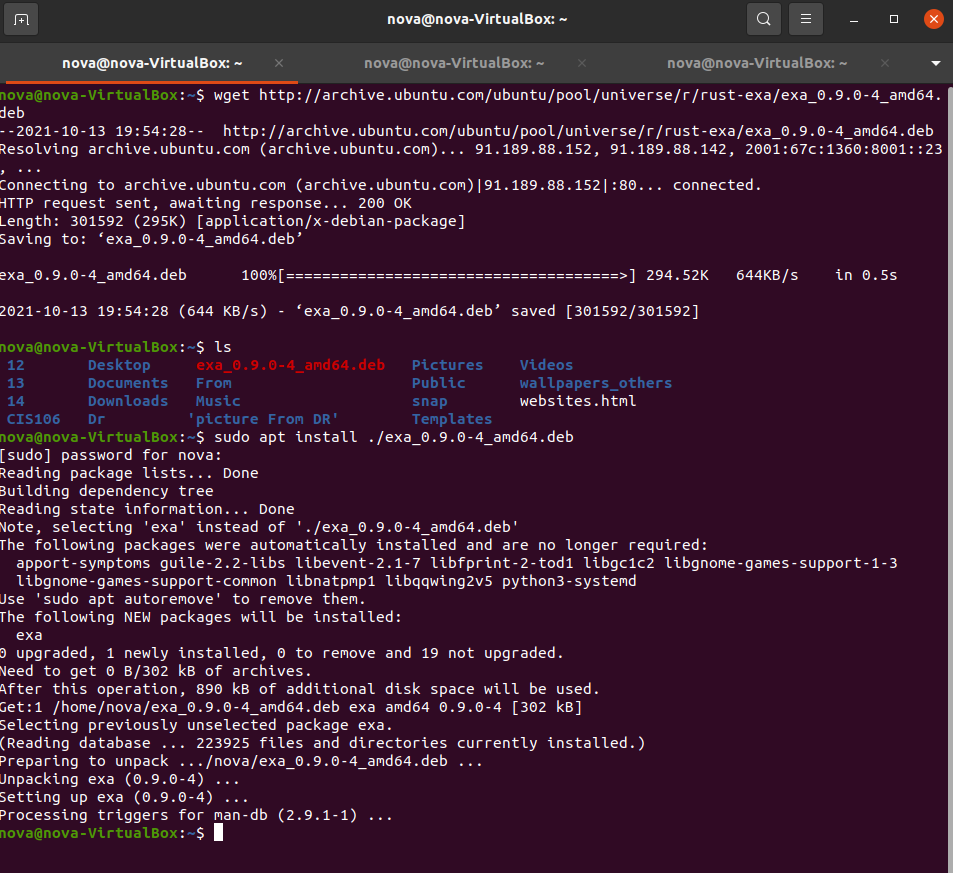 nova@nova-VirtualBox: ~
nova@nova-VirtualBox: ~ nova@nova-VirtualBox: ~ nova@nova-VirtualBox: ~
nova@nova-VirtualBox:~$ wget http://archive.ubuntu.com/ubuntu/pool/universe/r/rust-exa/exa_0.9.0-4_amd64.
deb
--2021-10-13 19:54:28--  http://archive.ubuntu.com/ubuntu/pool/universe/r/rust-exa/exa_0.9.0-4_amd64.deb
Resolving archive.ubuntu.com (archive.ubuntu.com)... 91.189.88.152, 91.189.88.142, 2001:67c:1360:8001::23
, ...
Connecting to archive.ubuntu.com (archive.ubuntu.com)|91.189.88.152|:80... connected.
HTTP request sent, awaiting response... 200 OK
Length: 301592 (295K) [application/x-debian-package]
Saving to: ‘exa_0.9.0-4_amd64.deb’
exa_0.9.0-4_amd64.deb      100%[=====================================>] 294.52K   644KB/s    in 0.5s
2021-10-13 19:54:28 (644 KB/s) - ‘exa_0.9.0-4_amd64.deb’ saved [301592/301592]
nova@nova-VirtualBox:~$ ls
12       Desktop     exa_0.9.0-4_amd64.deb   Pictures    Videos
13       Documents   From                    Public      wallpapers_others
14       Downloads   Music                   snap        websites.html
CIS106   Dr         'picture From DR'        Templates
nova@nova-VirtualBox:~$ sudo apt install ./exa_0.9.0-4_amd64.deb
[sudo] password for nova:
Reading package lists... Done
Building dependency tree
Reading state information... Done
Note, selecting 'exa' instead of './exa_0.9.0-4_amd64.deb'
The following packages were automatically installed and are no longer required:
  apport-symptoms guile-2.2-libs libevent-2.1-7 libfprint-2-tod1 libgc1c2 libgnome-games-support-1-3
  libgnome-games-support-common libnatpmp1 libqqwing2v5 python3-systemd
Use 'sudo apt autoremove' to remove them.
The following NEW packages will be installed:
  exa
0 upgraded, 1 newly installed, 0 to remove and 19 not upgraded.
Need to get 0 B/302 kB of archives.
After this operation, 890 kB of additional disk space will be used.
Get:1 /home/nova/exa_0.9.0-4_amd64.deb exa amd64 0.9.0-4 [302 kB]
Selecting previously unselected package exa.
(Reading database ... 223925 files and directories currently installed.)
Preparing to unpack .../nova/exa_0.9.0-4_amd64.deb ...
Unpacking exa (0.9.0-4) ...
Setting up exa (0.9.0-4) ...
Processing triggers for man-db (2.9.1-1) ...
nova@nova-VirtualBox:~$